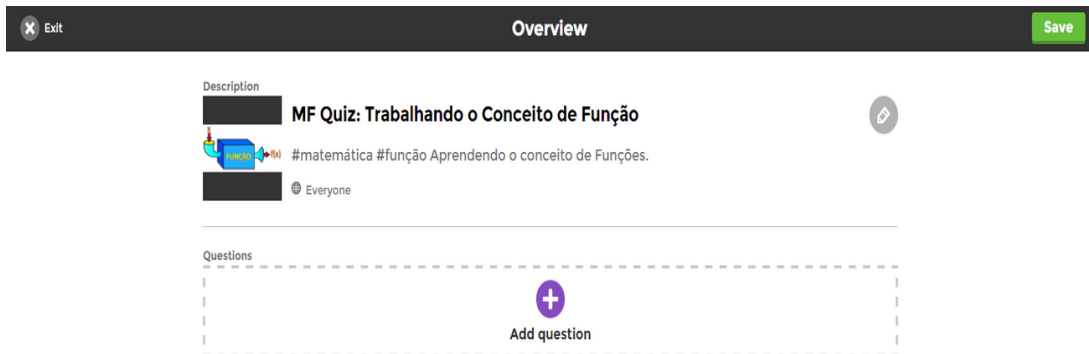 Exit
Overview
Save
Description
MF Quiz: Trabalhando o Conceito de Função
FUNÇÃO
f(x)
#matemática #função Aprendendo o conceito de Funções.
Everyone
Questions
Add question